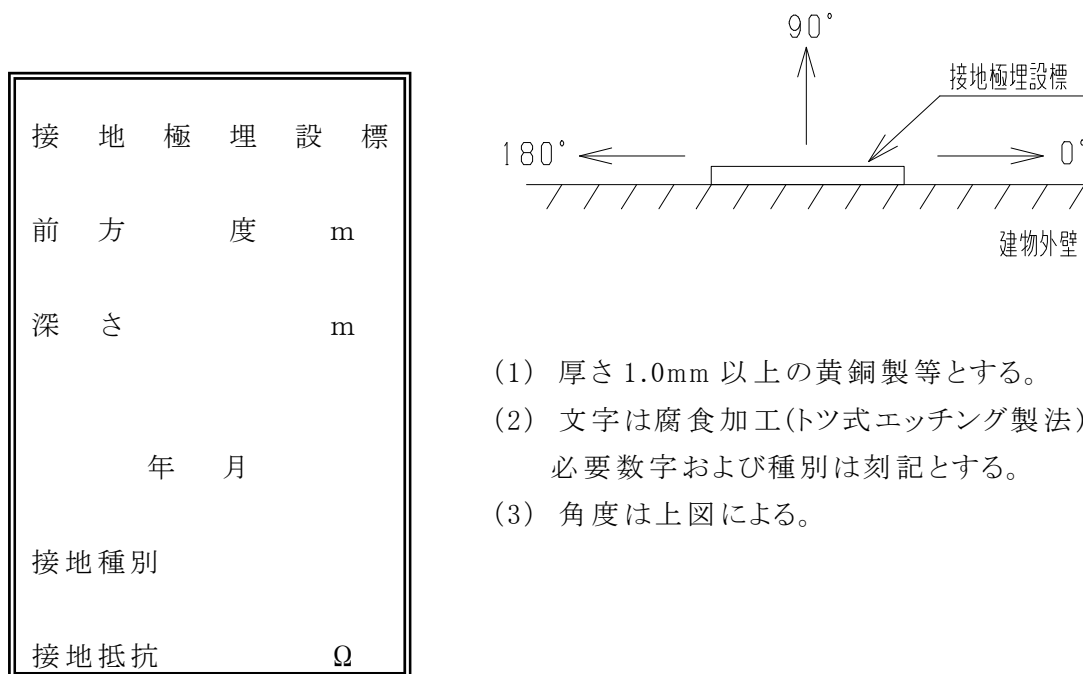 接地極埋設標
前方 度 m
深さ m
年 月
接地種別
接地抵抗 Ω
90°
接地極埋設標
180°
0°
建物外壁
(1) 厚さ1.0mm以上の黄銅製等とする。
(2) 文字は腐食加工(トツ式エッチング製法)
必要数字および種別は刻記とする。
(3) 角度は上図による。